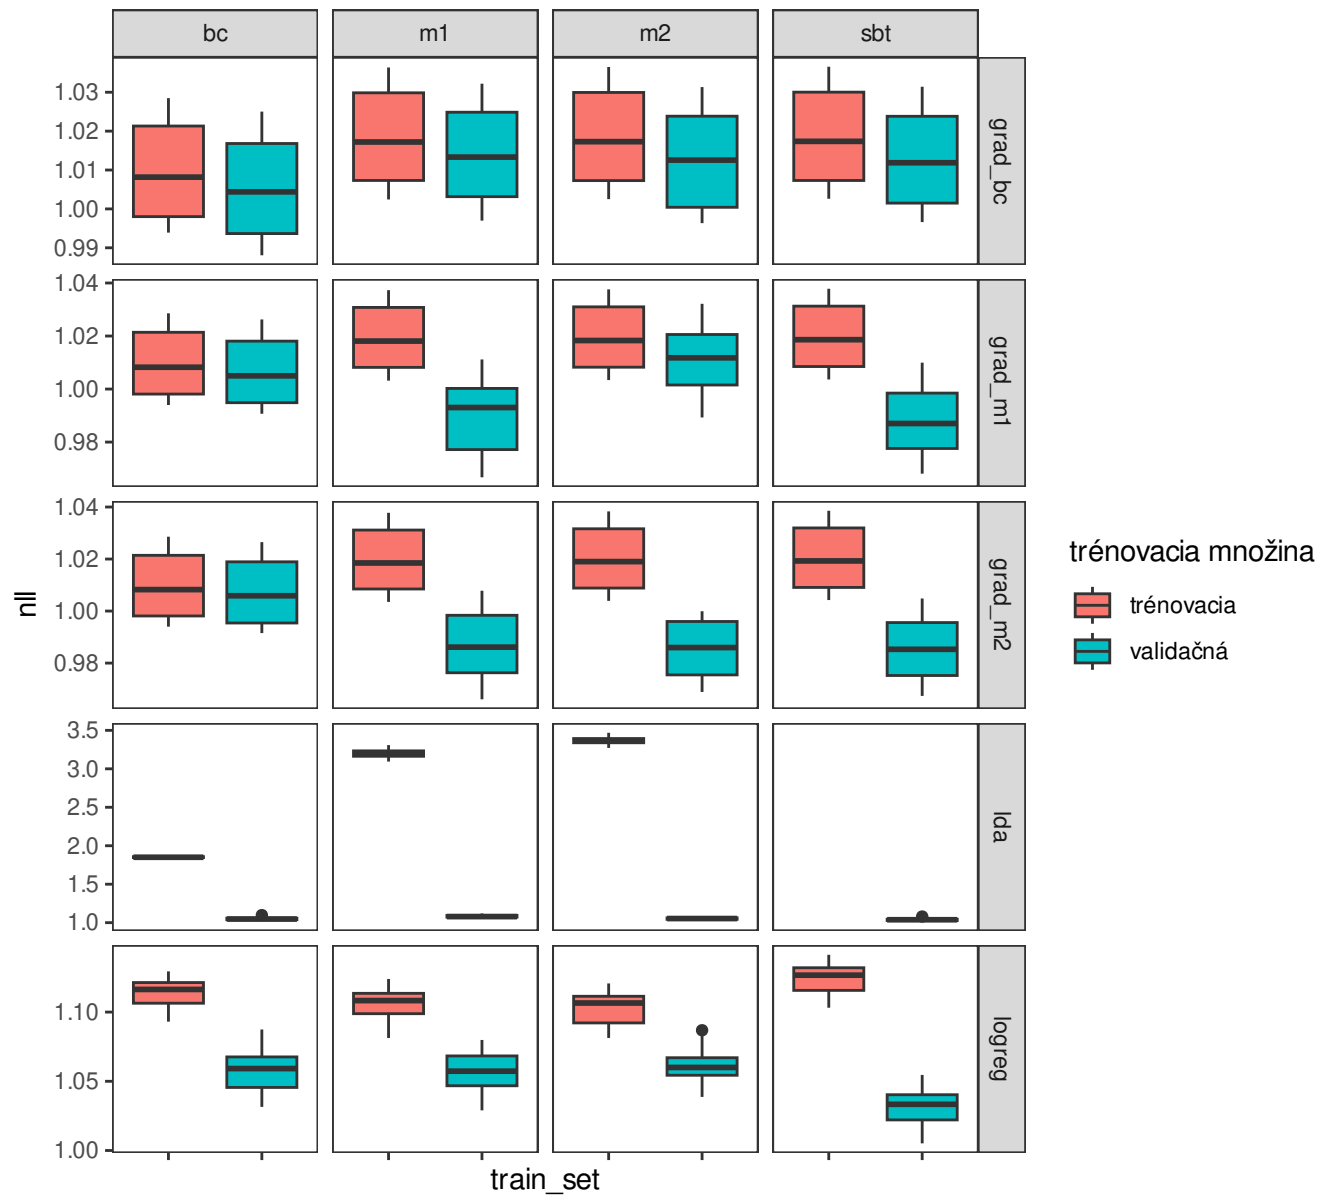 bc
m1
m2
sbt
1.03
1.02
1.01
1.00
0.99
grad_bc
1.04
1.02
1.00
0.98
grad_m1
1.04
1.02
1.00
0.98
grad_m2
3.5
3.0
2.5
2.0
1.5
1.0
lda
1.10
1.05
1.00
logreg
nll
train_set
trénovacia množina
trénovacia
validačná